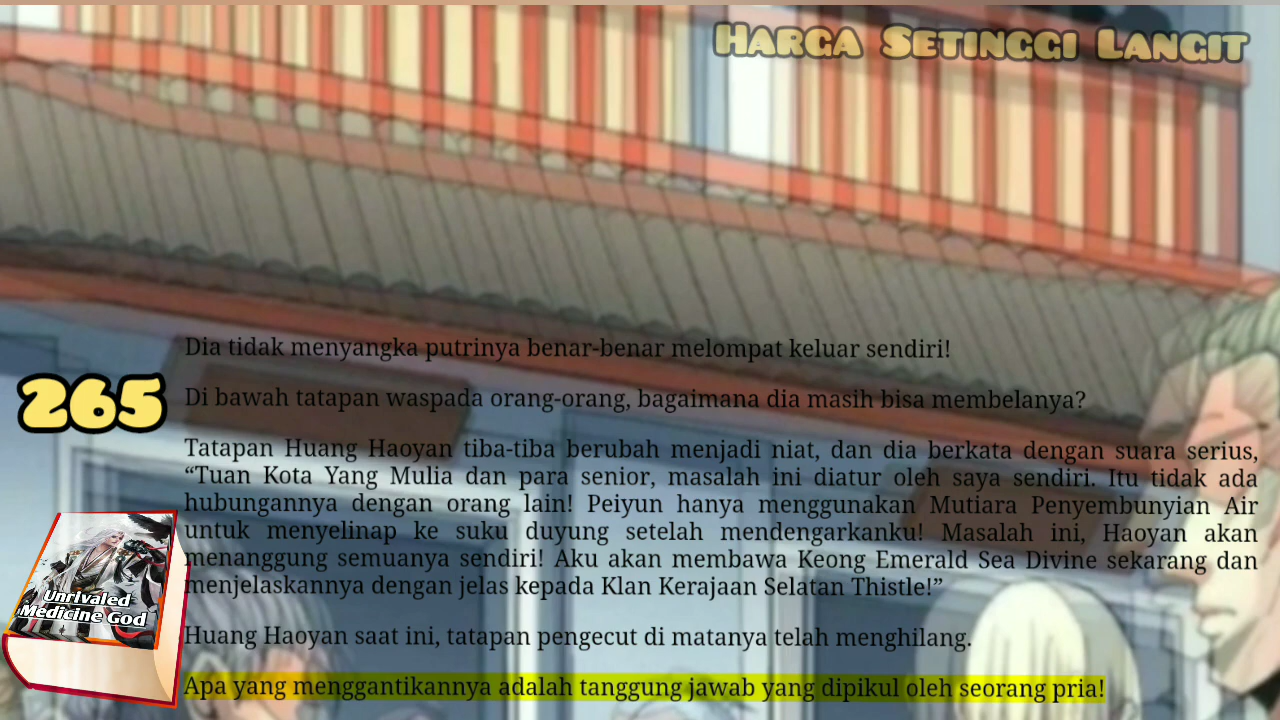 HARGA SETINGGI LANGIT
Dia tidak menyangka putrinya benar-benar melompat keluar sendiri!
265
Di bawah tatapan waspada orang-orang, bagaimana dia masih bisa membelanya?
Tatapan Huang Haoyan tiba-tiba berubah menjadi niat, dan dia berkata dengan suara serius,
“Tuan Kota Yang Mulia dan para senior, masalah ini diatur oleh saya sendiri. Itu tidak ada
hubungannya dengan orang lain! Peiyun hanya menggunakan Mutiara Penyembunyian Air
untuk menyelinap ke suku duyung setelah mendengarkanku! Masalah ini, Haoyan akan
menanggung semuanya sendiri! Aku akan membawa Keong Emerald Sea Divine sekarang dan
menjelaskannya dengan jelas kepada Klan Kerajaan Selatan Thistle!”
Unrivaled
Medicine God
Huang Haoyan saat ini, tatapan pengecut di matanya telah menghilang.
Apa yang menggantikannya adalah tanggung jawab yang dipikul oleh seorang pria!